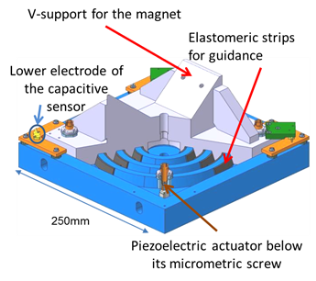 V-support for the magnet
Elastomeric strips
for guidance
Lower electrode of
the capacitive
sensor
250mm
Piezoelectric actuator below
its micrometric screw